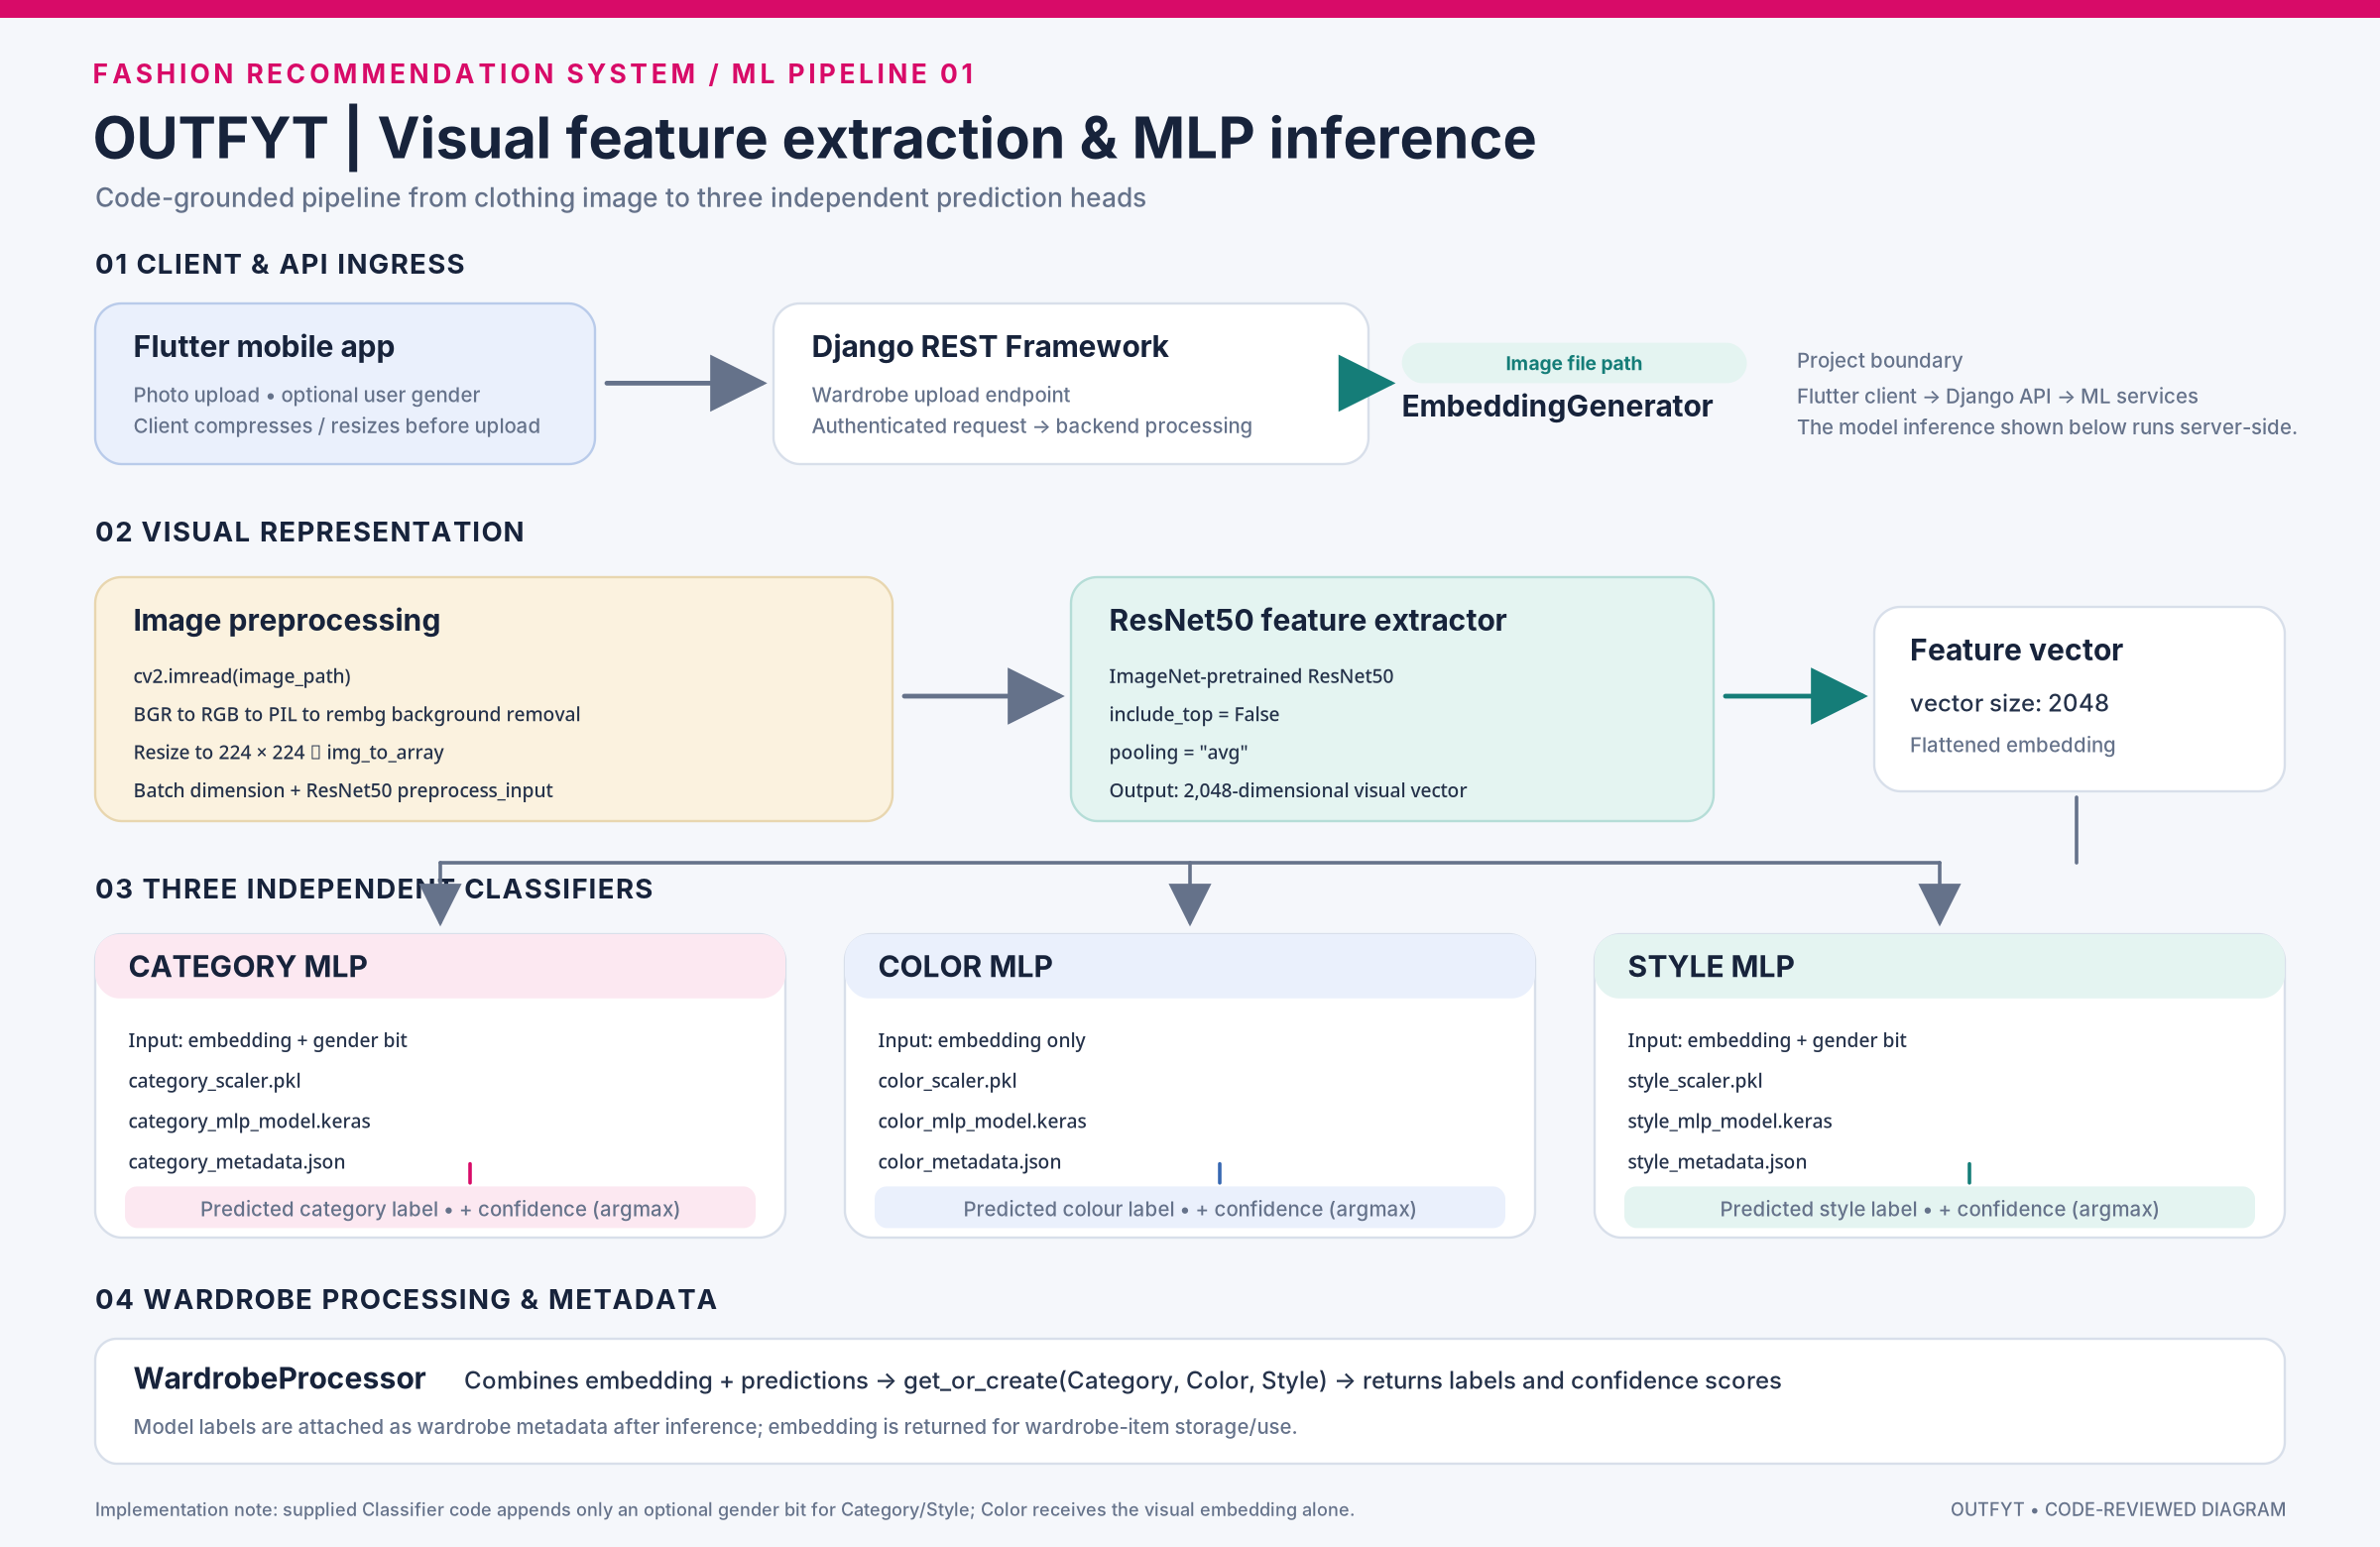 FASHION RECOMMENDATION SYSTEM / ML PIPELINE 01
OUTFYT | Visual feature extraction & MLP inference
Code-grounded pipeline from clothing image to three independent prediction heads
01 CLIENT & API INGRESS
Flutter mobile app
Photo upload • optional user gender
Client compresses / resizes before upload
Django REST Framework
Wardrobe upload endpoint
Authenticated request → backend processing
Image file path
EmbeddingGenerator
Project boundary
Flutter client → Django API → ML services
The model inference shown below runs server-side.
02 VISUAL REPRESENTATION
Image preprocessing
cv2.imread(image_path)
BGR to RGB to PIL to rembg background removal
Resize to 224 × 224 ▯ img_to_array
Batch dimension + ResNet50 preprocess_input
ResNet50 feature extractor
ImageNet-pretrained ResNet50
include_top = False
pooling = "avg"
Output: 2,048-dimensional visual vector
Feature vector
vector size: 2048
Flattened embedding
03 THREE INDEPENDENT CLASSIFIERS
CATEGORY MLP
Input: embedding + gender bit
category_scaler.pkl
category_mlp_model.keras
category_metadata.json
Predicted category label • + confidence (argmax)
COLOR MLP
Input: embedding only
color_scaler.pkl
color_mlp_model.keras
color_metadata.json
Predicted colour label • + confidence (argmax)
STYLE MLP
Input: embedding + gender bit
style_scaler.pkl
style_mlp_model.keras
style_metadata.json
Predicted style label • + confidence (argmax)
04 WARDROBE PROCESSING & METADATA
WardrobeProcessor Combines embedding + predictions → get_or_create(Category, Color, Style) → returns labels and confidence scores
Model labels are attached as wardrobe metadata after inference; embedding is returned for wardrobe-item storage/use.
Implementation note: supplied Classifier code appends only an optional gender bit for Category/Style; Color receives the visual embedding alone.
OUTFYT • CODE-REVIEWED DIAGRAM